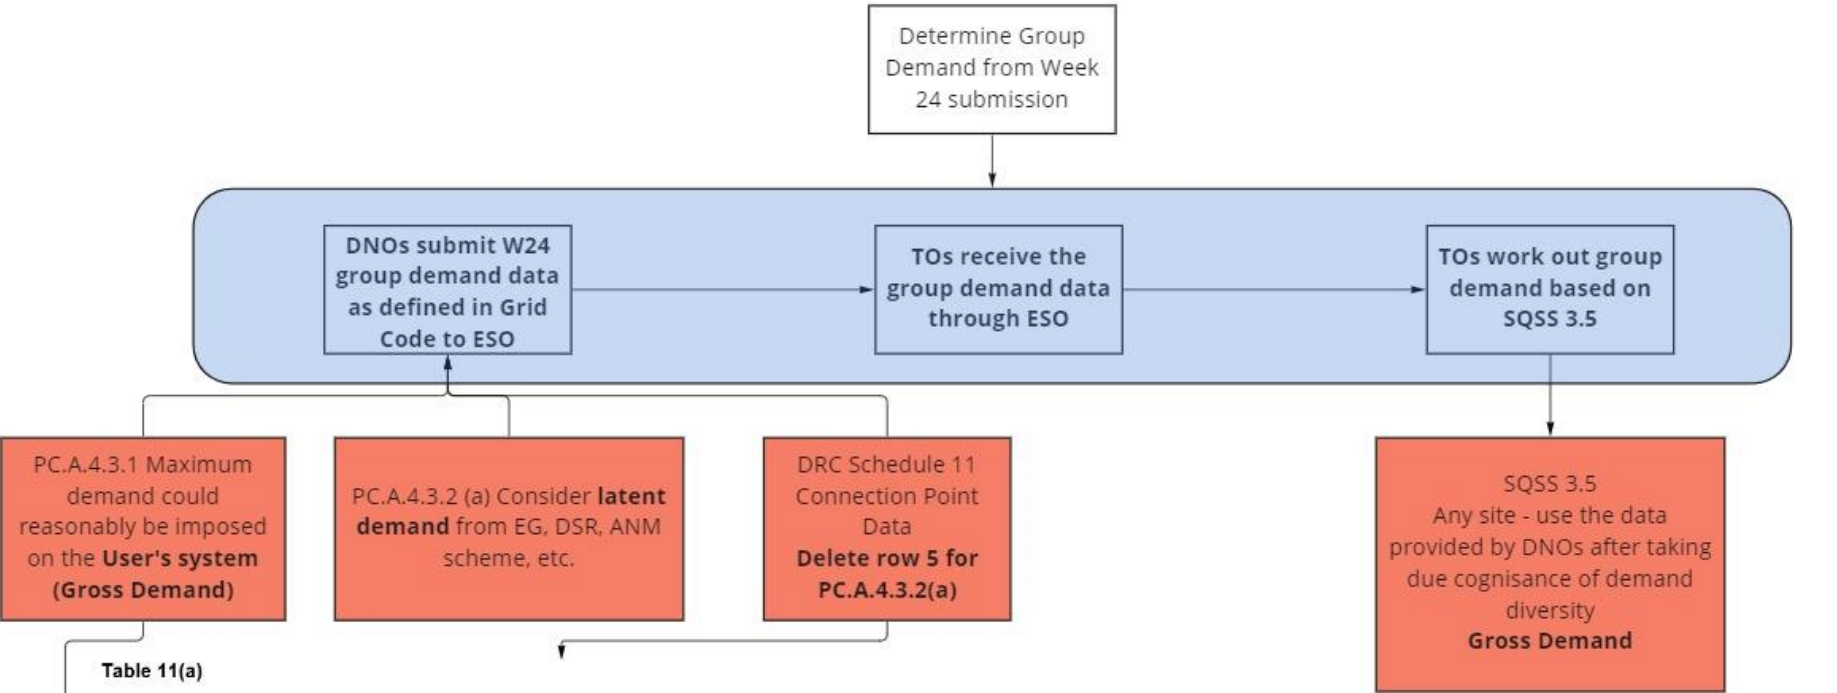 Determine Group
Demand from Week
24 submission
DNOs submit W24
group demand data
as defined in Grid
Code to ESO
TOs receive the
group demand data
through ESO
TOs work out group
demand based on
SQSS 3.5
PC.A.4.3.1 Maximum
demand could
reasonably be imposed
on the User's system
(Gross Demand)
PC.A.4.3.2 (a) Consider latent
demand from EG, DSR, ANM
scheme, etc.
DRC Schedule 11
Connection Point
Data
Delete row 5 for
PC.A.4.3.2(a)
SQSS 3.5
Any site - use the data
provided by DNOs after taking
due cognisance of demand
diversity
Gross Demand
Table 11(a)